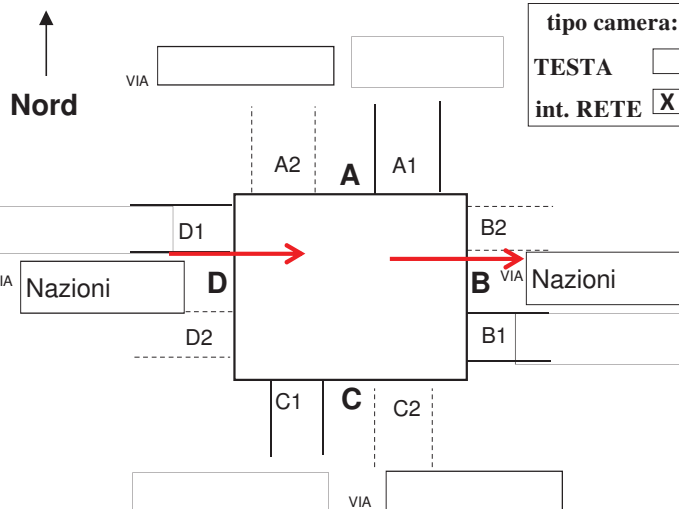 tipo camera:
TESTA
int. RETE X
Nord
VIA
A2
A
A1
D1
B2
VIA Nazioni
D
B
VIA Nazioni
D2
B1
C1
C
C2
VIA